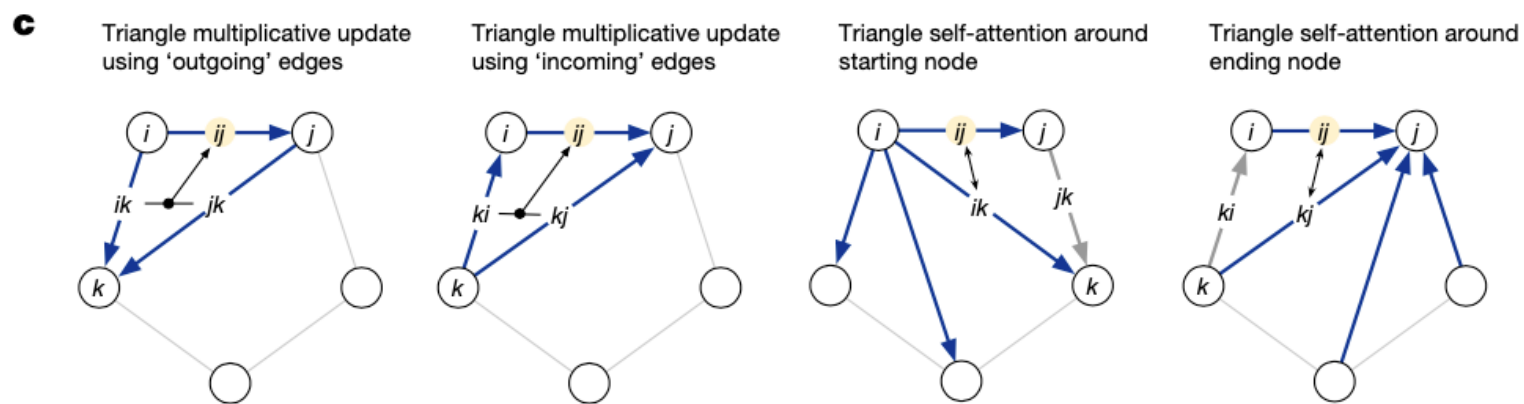 c
Triangle multiplicative update
using ‘outgoing’ edges
i
ij
j
ik
jk
k
Triangle multiplicative update
using ‘incoming’ edges
i
ij
j
ki
kj
k
Triangle self-attention around
starting node
i
ij
j
ik
jk
k
Triangle self-attention around
ending node
i
ij
j
ki
kj
k